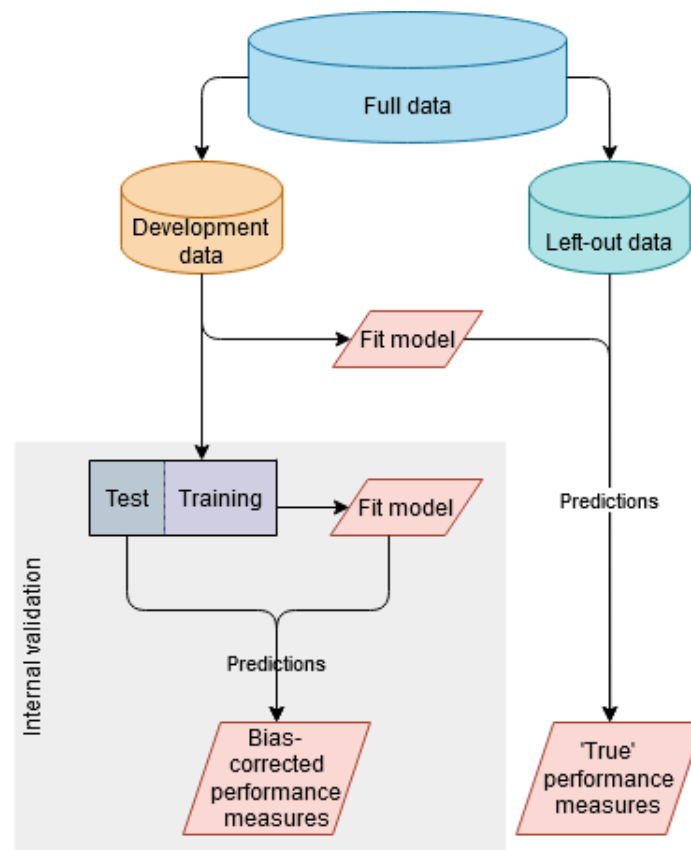 Full data
Development
data
Left-out data
Fit model
Test
Training
Fit model
Predictions
Internal validation
Predictions
Bias-
corrected
performance
measures
'True'
performance
measures